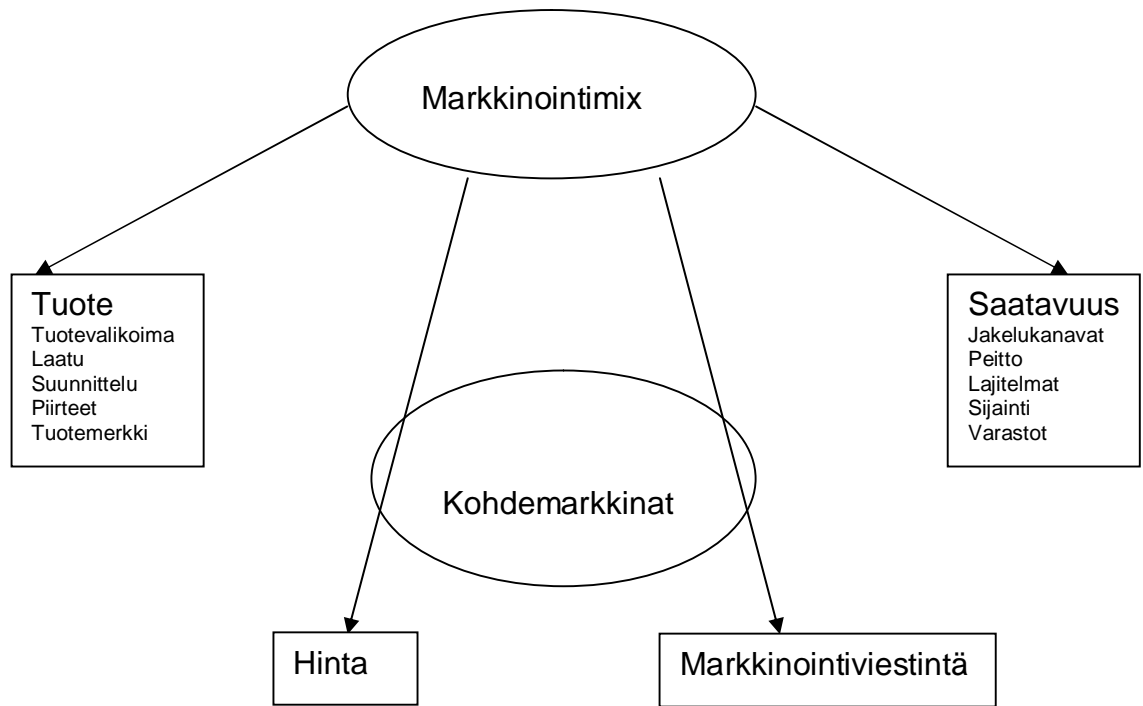 Markkinointimix
Tuote
Tuotevalikoima
Laatu
Suunnittelu
Piirteet
Tuotemerkki
Saatavuus
Jakelukanavat
Peitto
Lajitelmat
Sijainti
Varastot
Kohdemarkkinat
Hinta
Markkinointiviestintä